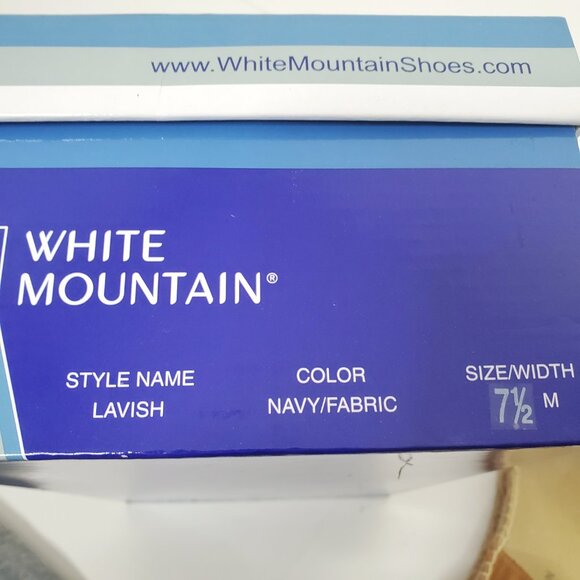 www.WhiteMountainShoes.com
WHITE
MOUNTAIN®
STYLE NAME COLOR SIZE/WIDTH
LAVISH NAVY/FABRIC 7½ M